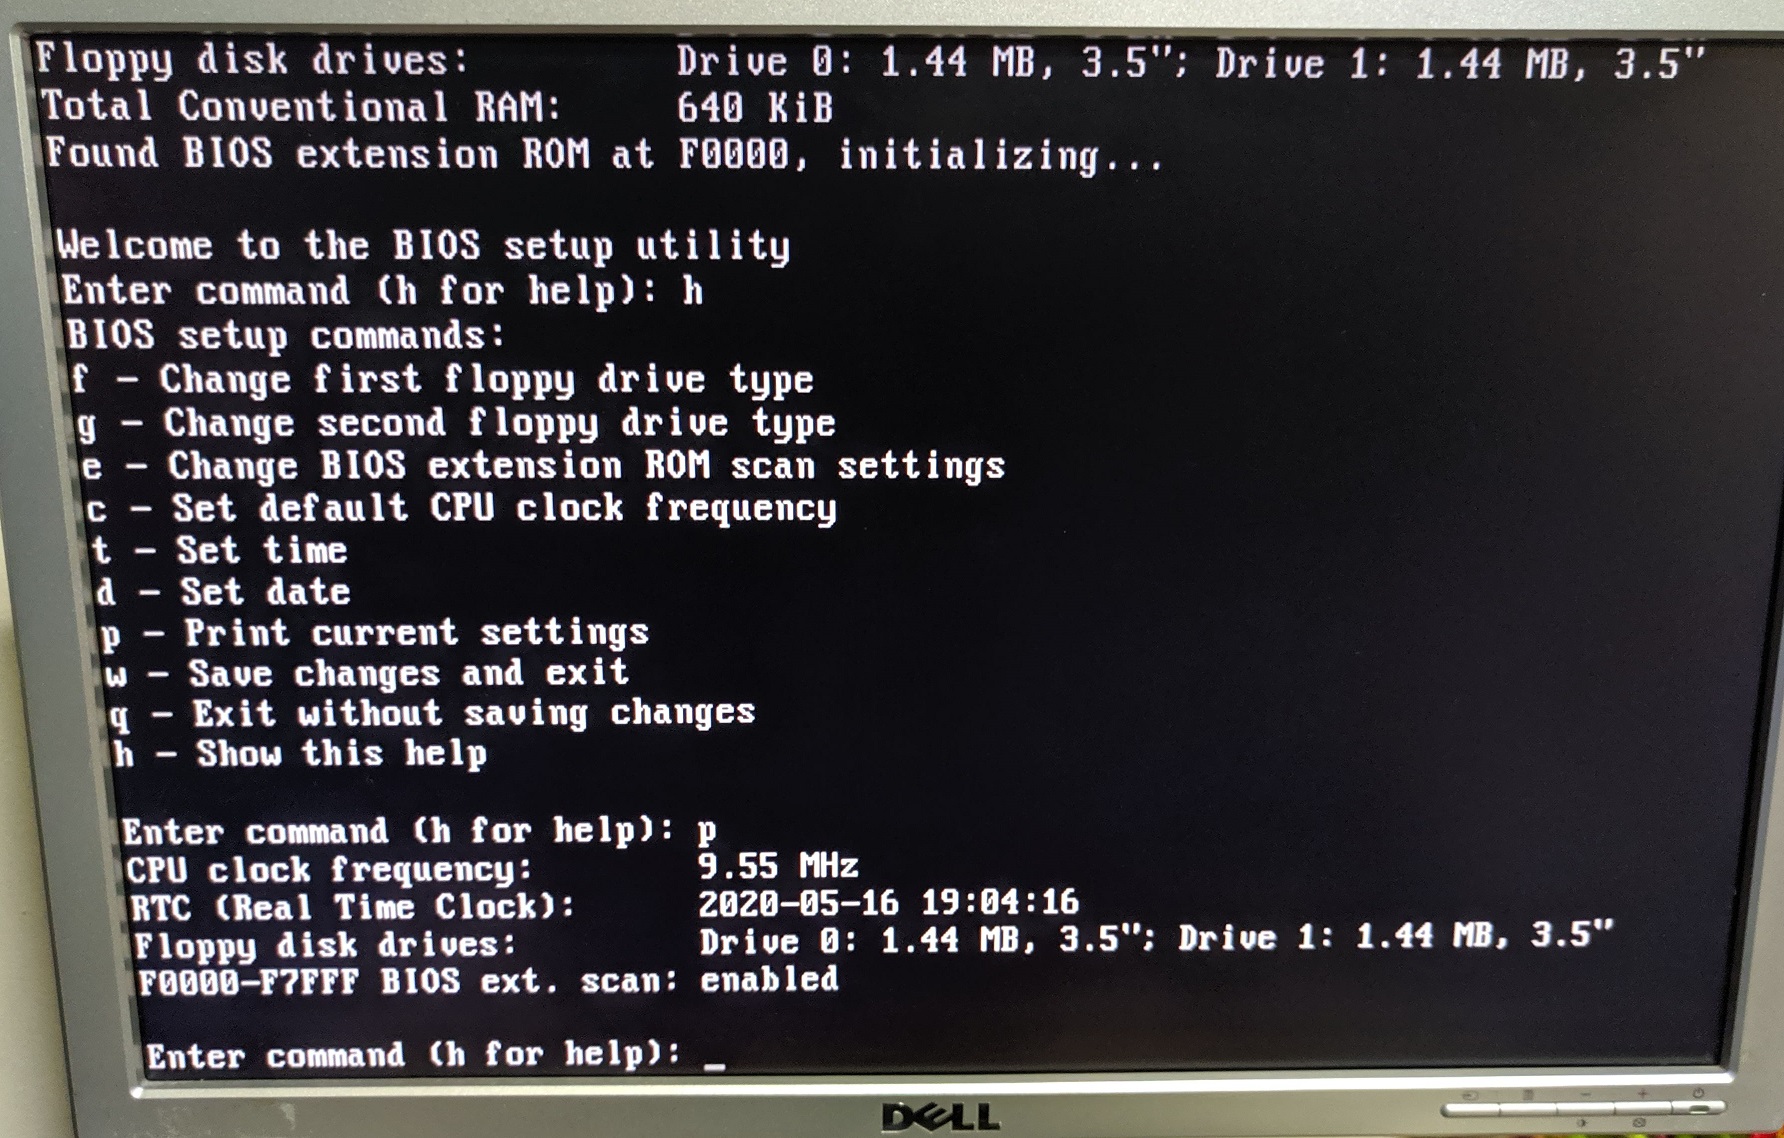 Floppy disk drives: Drive 0: 1.44 MB, 3.5"; Drive 1: 1.44 MB, 3.5"
Total Conventional RAM: 640 KiB
Found BIOS extension ROM at F0000, initializing...
Welcome to the BIOS setup utility
Enter command (h for help): h
BIOS setup commands:
f - Change first floppy drive type
g - Change second floppy drive type
e - Change BIOS extension ROM scan settings
c - Set default CPU clock frequency
t - Set time
d - Set date
p - Print current settings
w - Save changes and exit
q - Exit without saving changes
h - Show this help
Enter command (h for help): p
CPU clock frequency: 9.55 MHz
RTC (Real Time Clock): 2020-05-16 19:04:16
Floppy disk drives: Drive 0: 1.44 MB, 3.5"; Drive 1: 1.44 MB, 3.5"
F0000-F7FFF BIOS ext. scan: enabled
Enter command (h for help): _
DELL